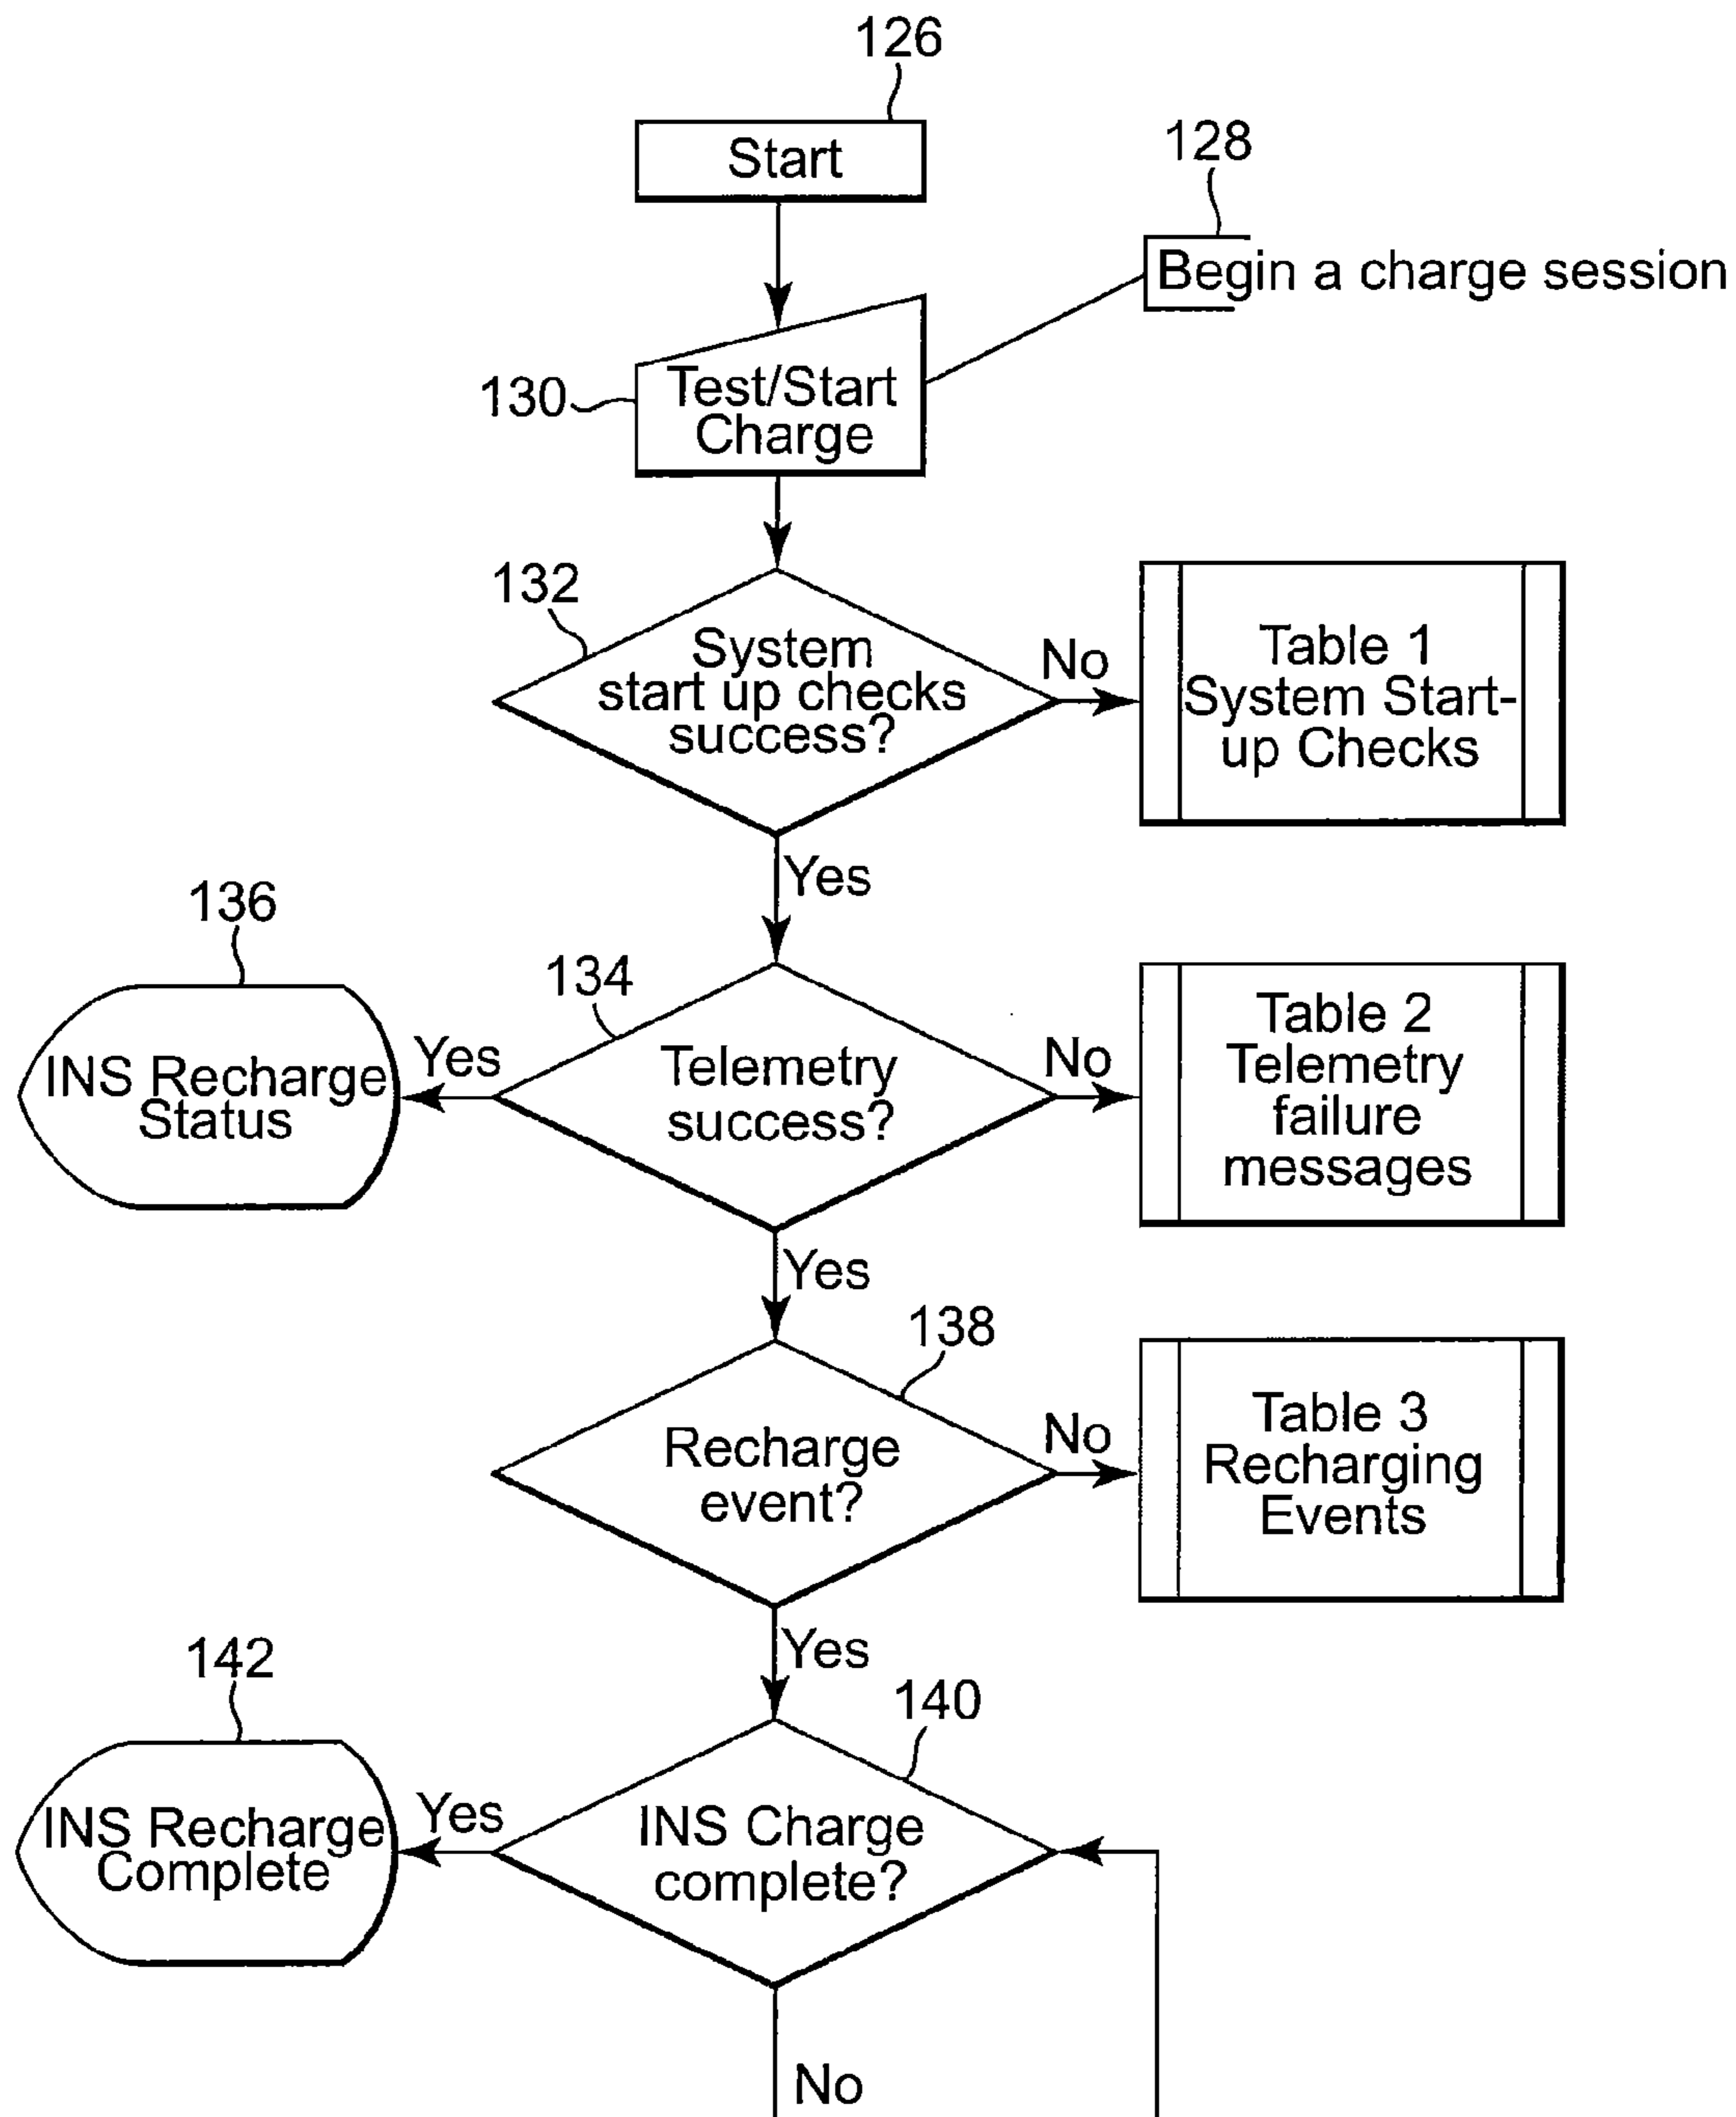 126
Start
128
Begin a charge session
130
Test/Start
Charge
132
System
start up checks
success?
No
Table 1
System Start-
up Checks
Yes
136
134
INS Recharge
Status
Yes
Telemetry
success?
No
Table 2
Telemetry
failure
messages
Yes
138
Recharge
event?
No
Table 3
Recharging
Events
Yes
142
140
INS Recharge
Complete
Yes
INS Charge
complete?
No